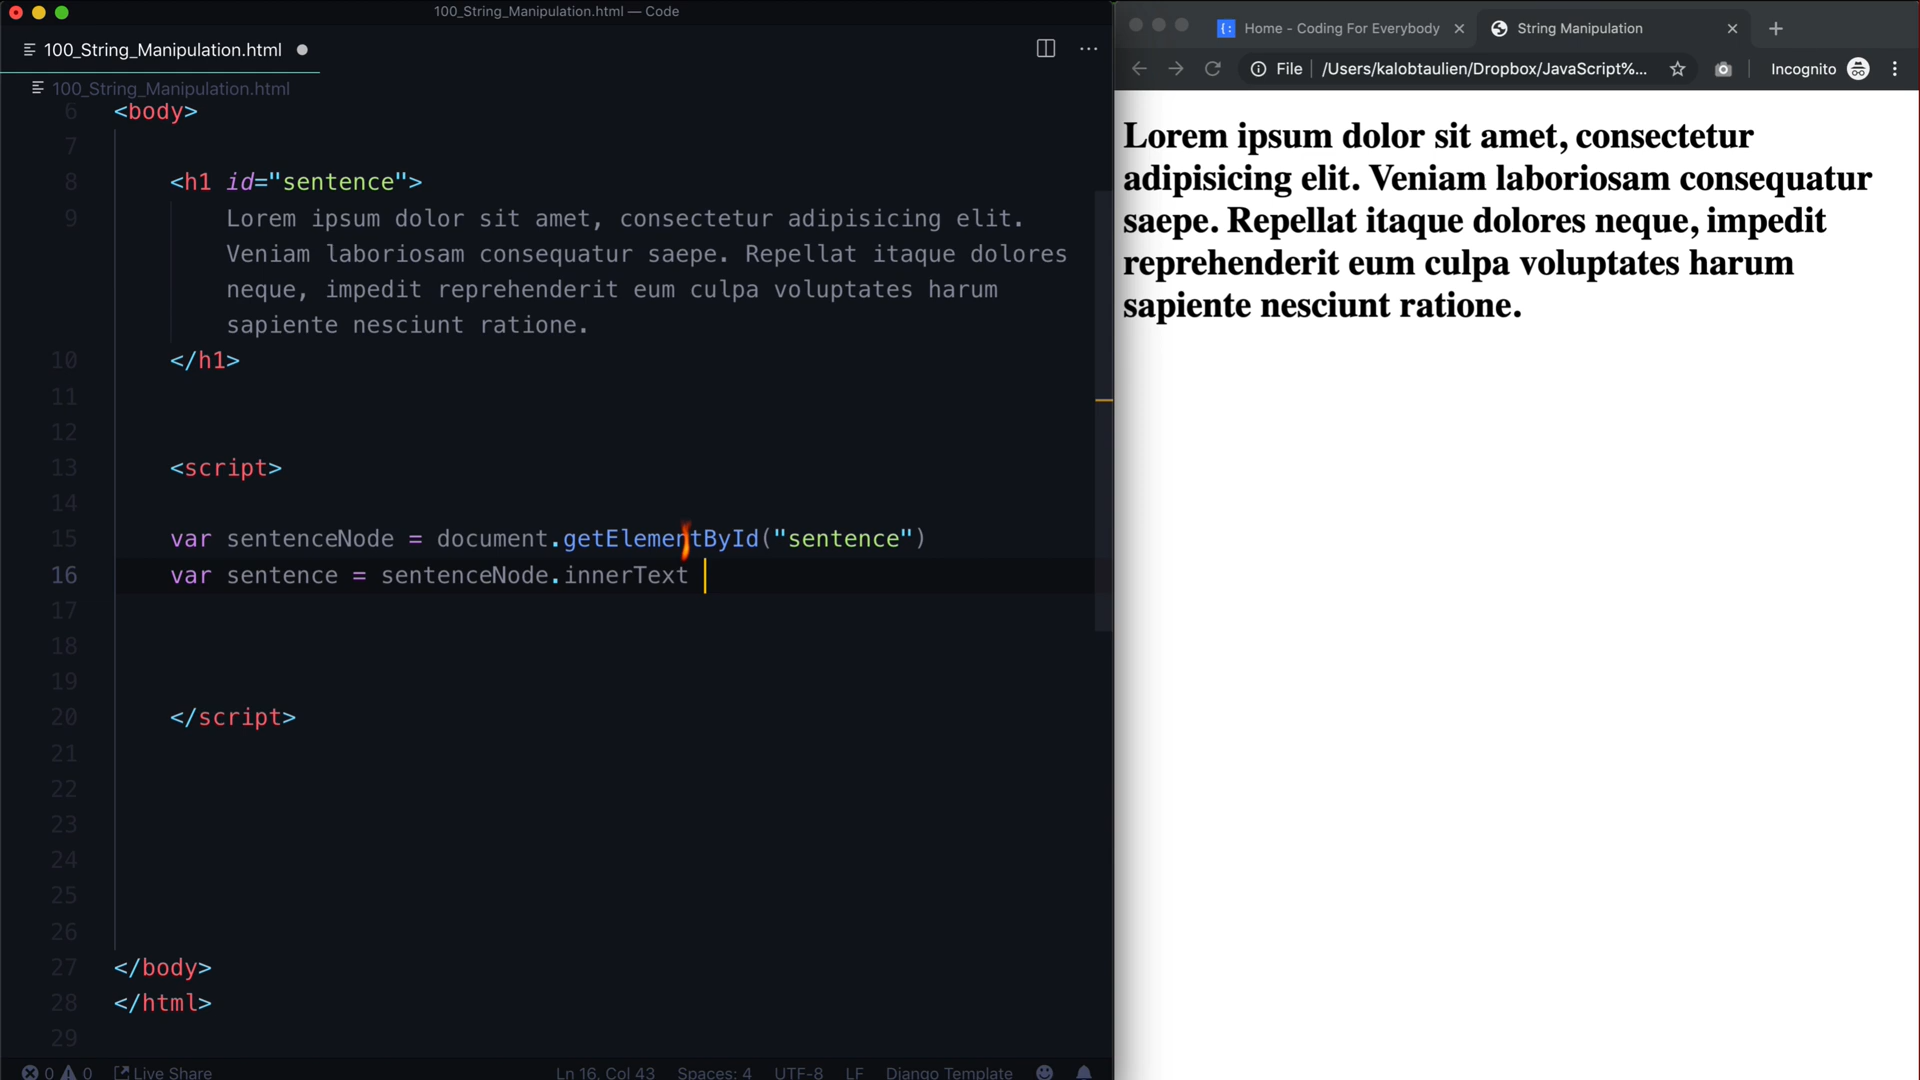 100_String_Manipulation.html — Code
100_String_Manipulation.html
100_String_Manipulation.html
6 <body>
7
8 <h1 id="sentence">
9 Lorem ipsum dolor sit amet, consectetur adipisicing elit.
Veniam laboriosam consequatur saepe. Repellat itaque dolores
neque, impedit reprehenderit eum culpa voluptates harum
sapiente nesciunt ratione.
10 </h1>
11
12
13 <script>
14
15 var sentenceNode = document.getElementById("sentence")
16 var sentence = sentenceNode.innerText
17
18
19
20 </script>
21
22
23
24
25
26
27 </body>
28 </html>
29
0 0 Live Share Ln 16, Col 43 Spaces: 4 UTF-8 LF Django Template
Home - Coding For Everybody String Manipulation
File /Users/kalobtaulien/Dropbox/JavaScript%... Incognito
Lorem ipsum dolor sit amet, consectetur
adipisicing elit. Veniam laboriosam consequatur
saepe. Repellat itaque dolores neque, impedit
reprehenderit eum culpa voluptates harum
sapiente nesciunt ratione.